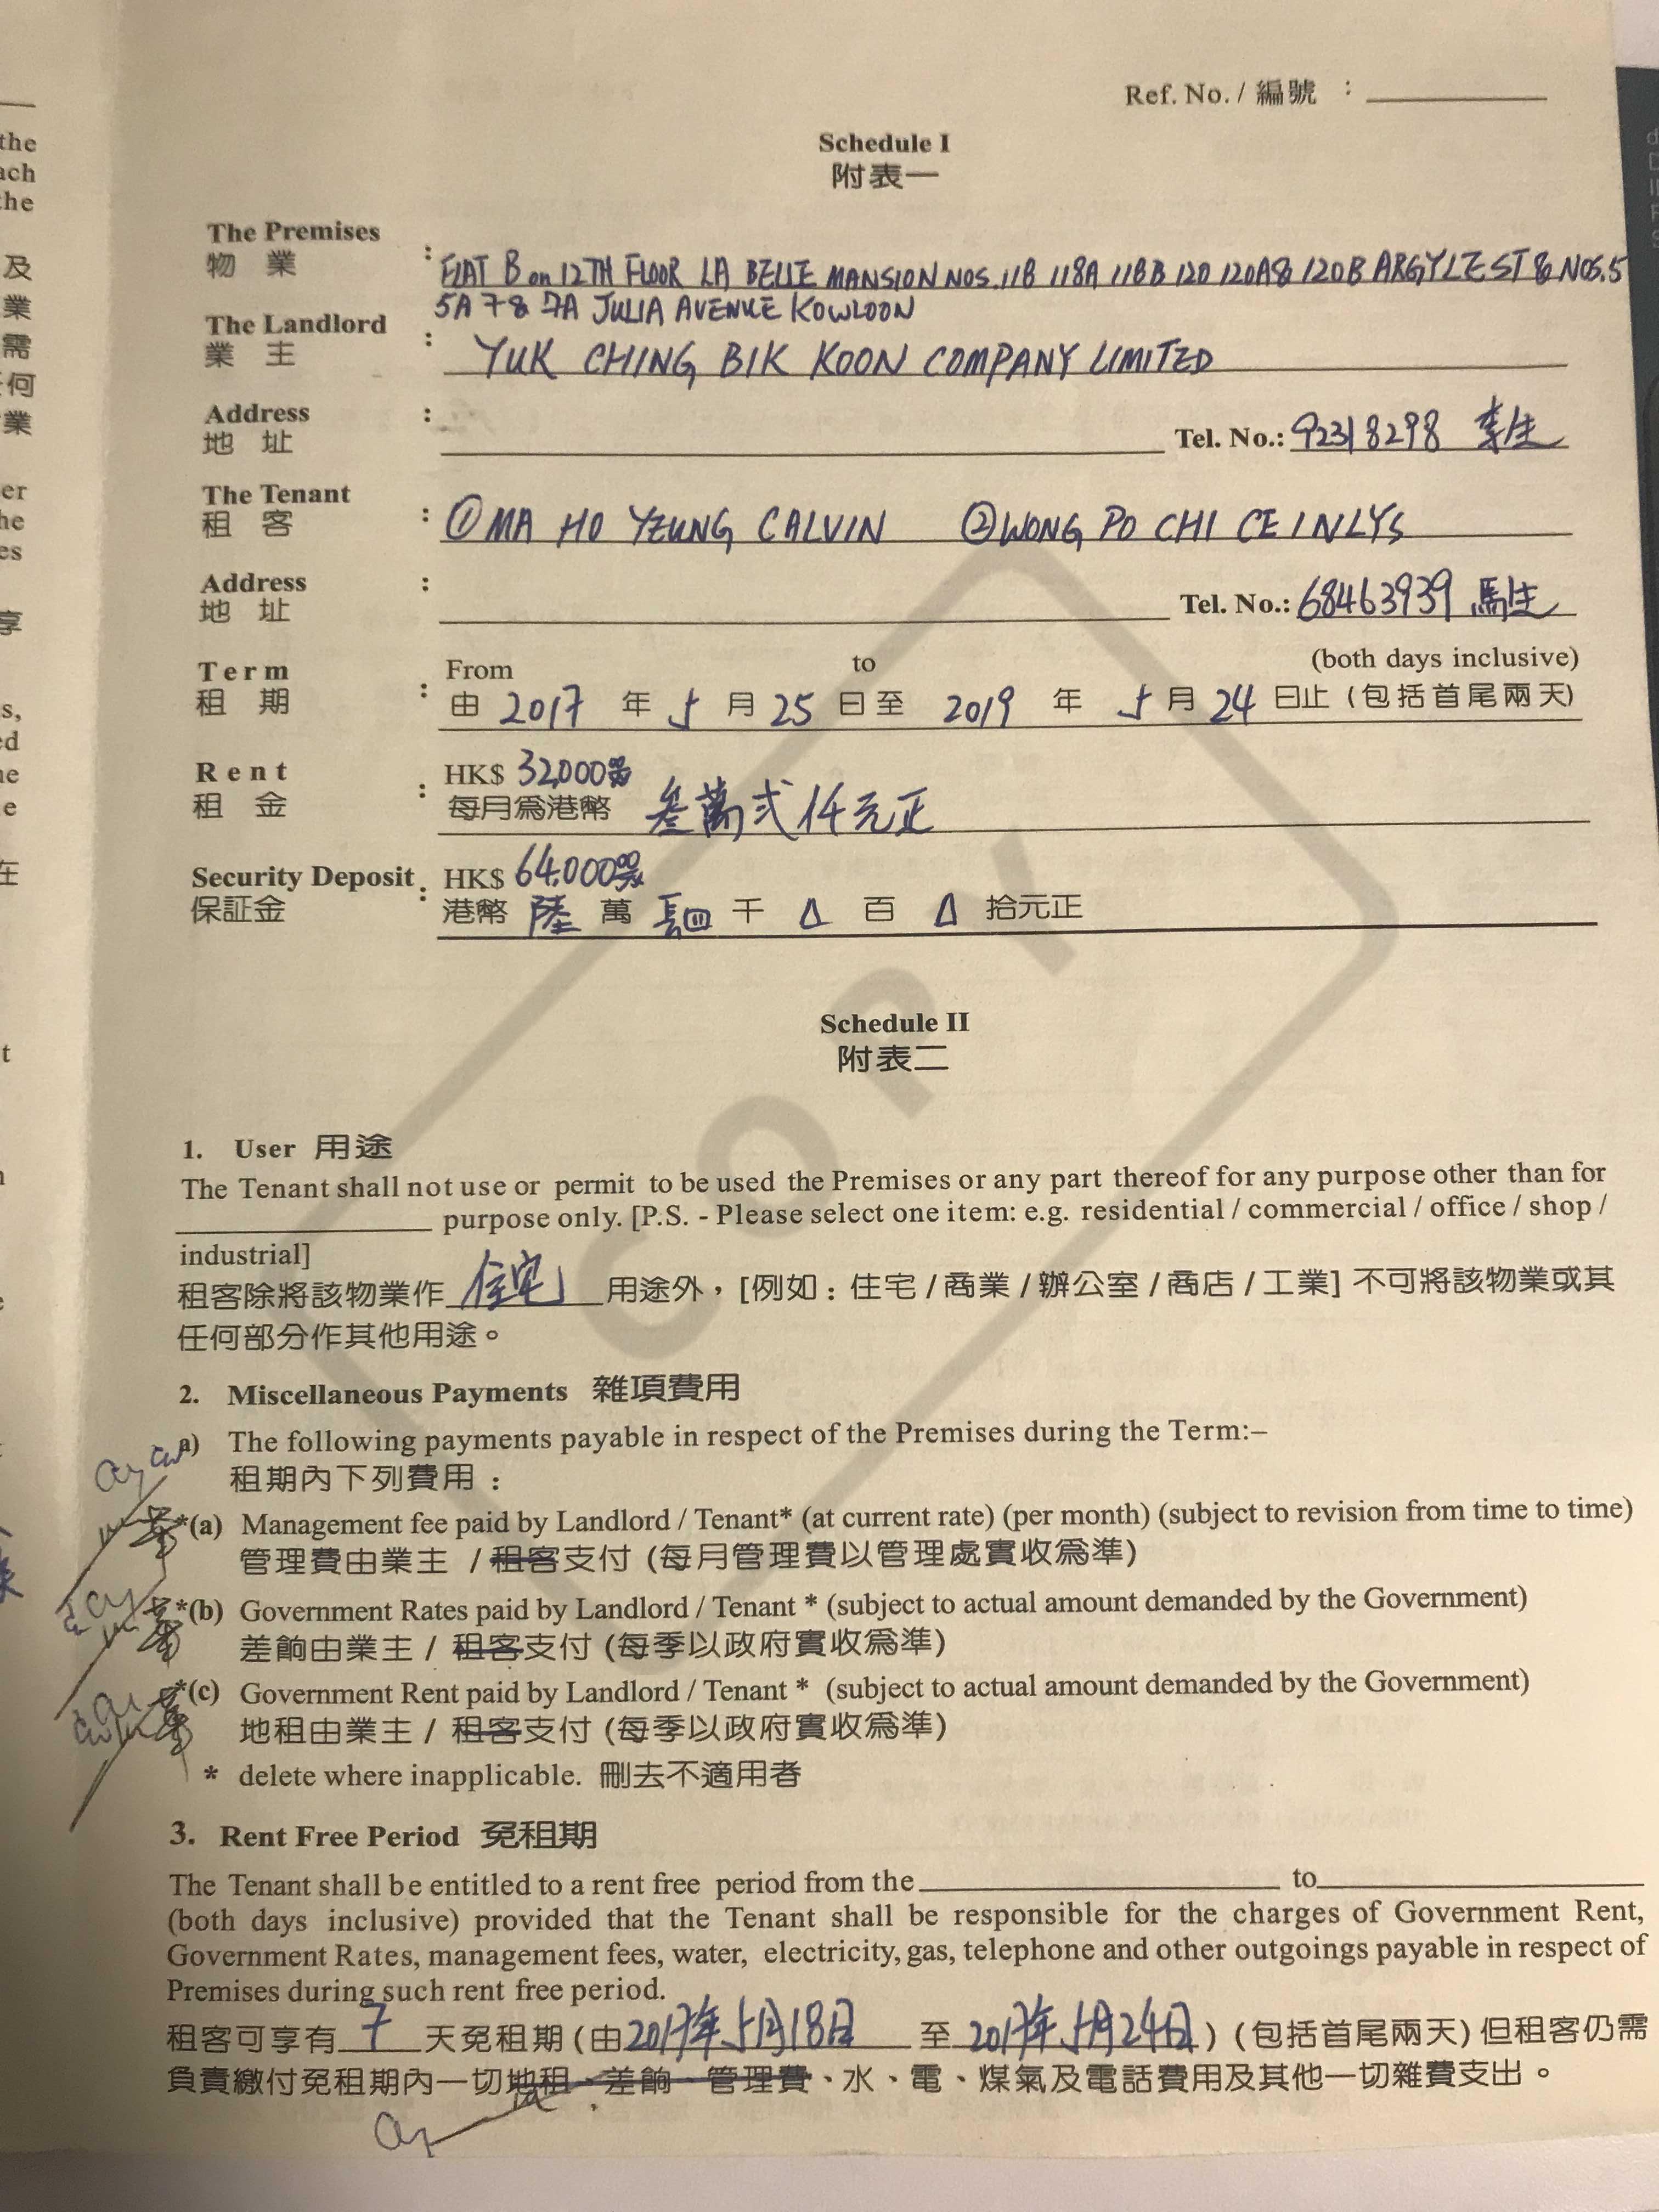 Ref. No. / 編號 :
Schedule I
附表一
The Premises
物 業 : FLAT B on 12TH FLOOR LA BELLE MANSION NOS. 118 118A 118B 120 120A & 120B ARGYLE ST & NOS. 5
5A 7 & 7A JULIA AVENUE KOWLOON
The Landlord
業 主 : YUK CHING BIK KOON COMPANY LIMITED
Address :
地 址 Tel. No.: 92318298 李生
The Tenant
租 客 : ①MA HO YEUNG CALVIN ②WONG PO CHI CEINLYS
Address :
地 址 Tel. No.: 68463939 馬生
Term From to (both days inclusive)
租 期 : 由 2017 年 5 月 25 日至 2019 年 5 月 24 日止 (包括首尾兩天)
Rent HK$ 32,000.00
租 金 : 每月為港幣 叁萬弍仟元正
Security Deposit : HK$ 64,000.00
保証金 港幣 陸 萬 肆 千 △ 百 △ 拾元正
Schedule II
附表二
1. User 用途
The Tenant shall not use or permit to be used the Premises or any part thereof for any purpose other than for
purpose only. [P.S. - Please select one item: e.g. residential / commercial / office / shop /
industrial]
租客除將該物業作 住宅 用途外，[例如 : 住宅 / 商業 / 辦公室 / 商店 / 工業] 不可將該物業或其
任何部分作其他用途。
2. Miscellaneous Payments 雜項費用
a) The following payments payable in respect of the Premises during the Term:–
租期內下列費用 :
*(a) Management fee paid by Landlord / Tenant* (at current rate) (per month) (subject to revision from time to time)
管理費由業主 / 租客支付 (每月管理費以管理處實收為準)
*(b) Government Rates paid by Landlord / Tenant * (subject to actual amount demanded by the Government)
差餉由業主 / 租客支付 (每季以政府實收為準)
*(c) Government Rent paid by Landlord / Tenant * (subject to actual amount demanded by the Government)
地租由業主 / 租客支付 (每季以政府實收為準)
* delete where inapplicable. 刪去不適用者
3. Rent Free Period 免租期
The Tenant shall be entitled to a rent free period from the to
(both days inclusive) provided that the Tenant shall be responsible for the charges of Government Rent,
Government Rates, management fees, water, electricity, gas, telephone and other outgoings payable in respect of
Premises during such rent free period.
租客可享有 7 天免租期 (由 2017年5月18日 至 2017年5月24日 ) (包括首尾兩天) 但租客仍需
負責繳付免租期內一切地租、差餉、管理費、水、電、煤氣及電話費用及其他一切雜費支出。
COPY